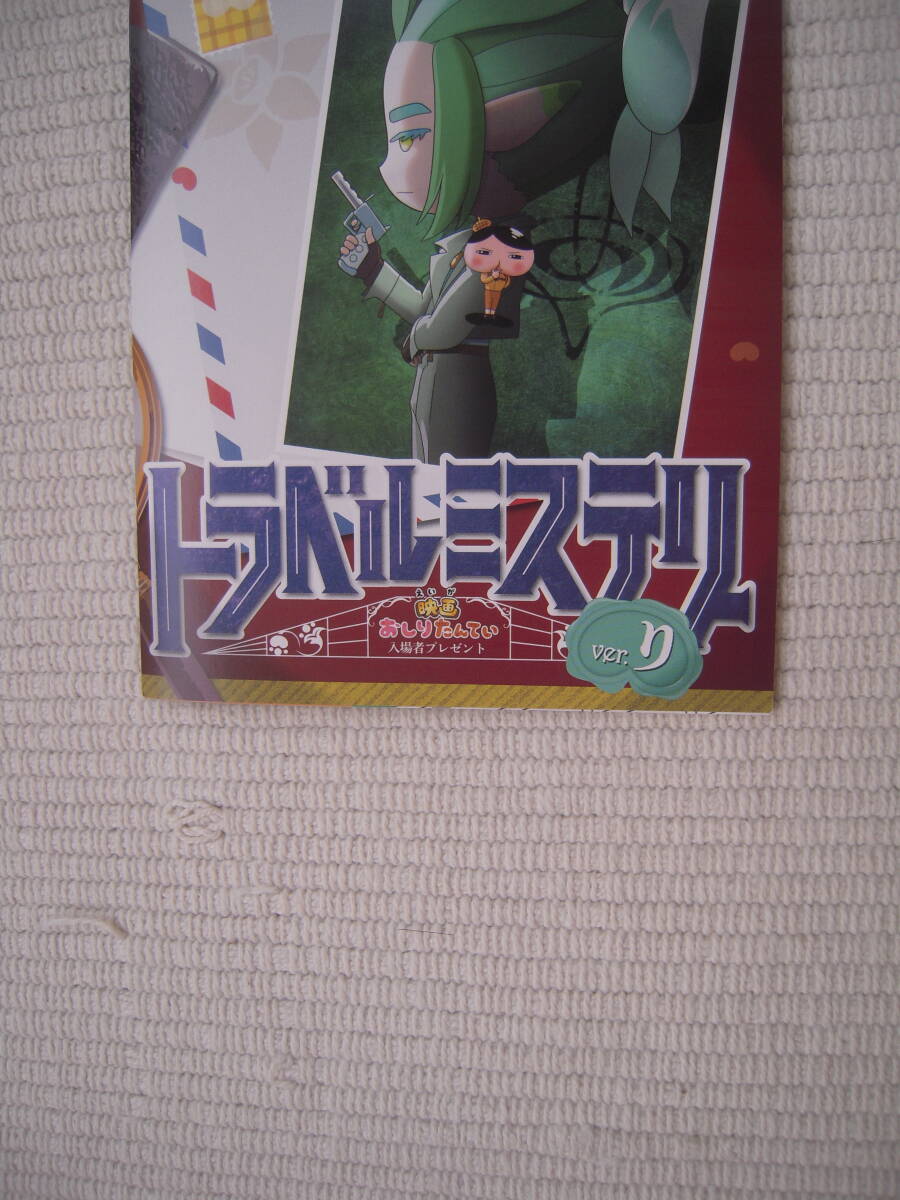 トラベルミステリー
えいが
映画
おしりたんてい
入場者プレゼント
ver. り